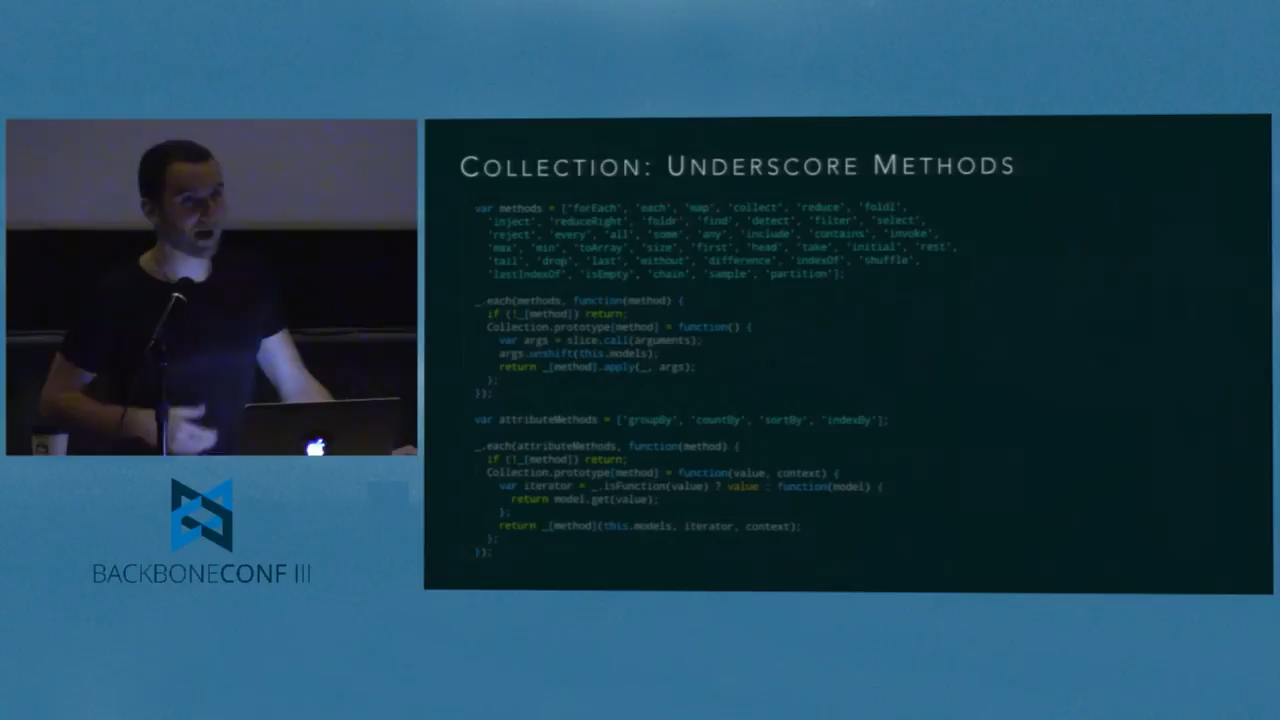 COLLECTION: UNDERSCORE METHODS
var methods = ['forEach', 'each', 'map', 'collect', 'reduce', 'foldl',
'inject', 'reduceRight', 'foldr', 'find', 'detect', 'filter', 'select',
'reject', 'every', 'all', 'some', 'any', 'include', 'contains', 'invoke',
'max', 'min', 'toArray', 'size', 'first', 'head', 'take', 'initial', 'rest',
'tail', 'drop', 'last', 'without', 'difference', 'indexOf', 'shuffle',
'lastIndexOf', 'isEmpty', 'chain', 'sample', 'partition'];
_.each(methods, function(method) {
if (!_[method]) return;
Collection.prototype[method] = function() {
var args = slice.call(arguments);
args.unshift(this.models);
return _[method].apply(_, args);
};
});
var attributeMethods = ['groupBy', 'countBy', 'sortBy', 'indexBy'];
_.each(attributeMethods, function(method) {
if (!_[method]) return;
Collection.prototype[method] = function(value, context) {
var iterator = _.isFunction(value) ? value : function(model) {
return model.get(value);
};
return _[method](this.models, iterator, context);
};
});
BACKBONECONF III